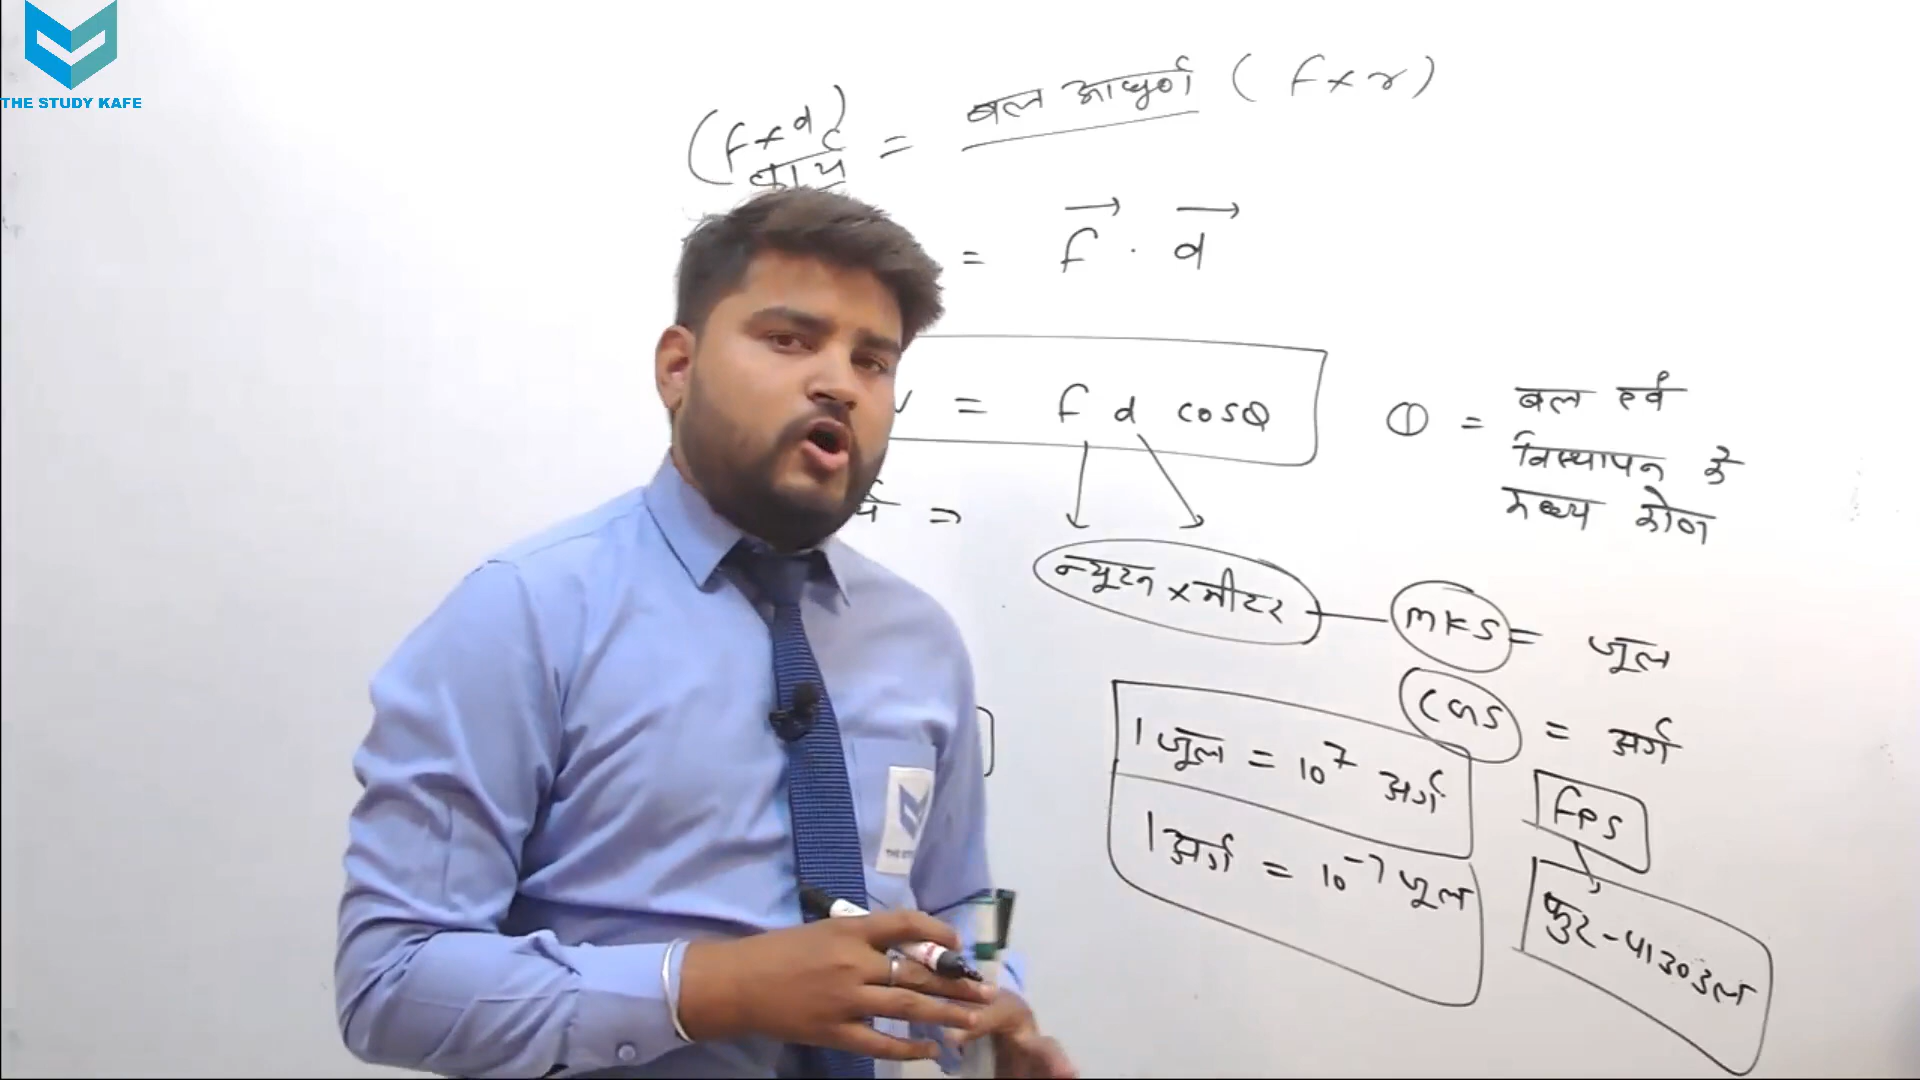 THE STUDY KAFE
(F × d)
कार्य = बल आघूर्ण (F × r)
= F · d
= F d cosθ
θ = बल एवं
विस्थापन के
मध्य कोण
न्यूटन × मीटर — MKS = जूल
CGS = अर्ग
1 जूल = 10⁷ अर्ग
1 अर्ग = 10⁻⁷ जूल
FPS
फुट-पाउण्डल